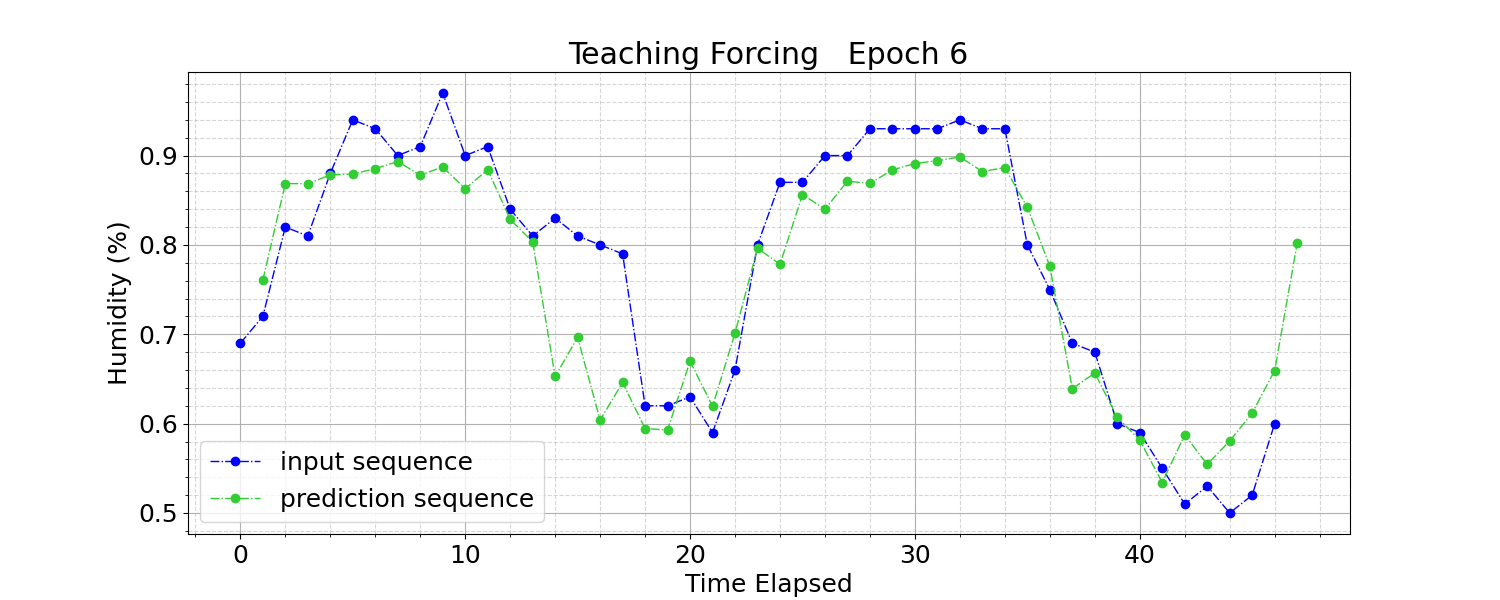 Teaching Forcing   Epoch 6
Humidity (%)
0.9
0.8
0.7
0.6
0.5
input sequence
prediction sequence
0 10 20 30 40
Time Elapsed